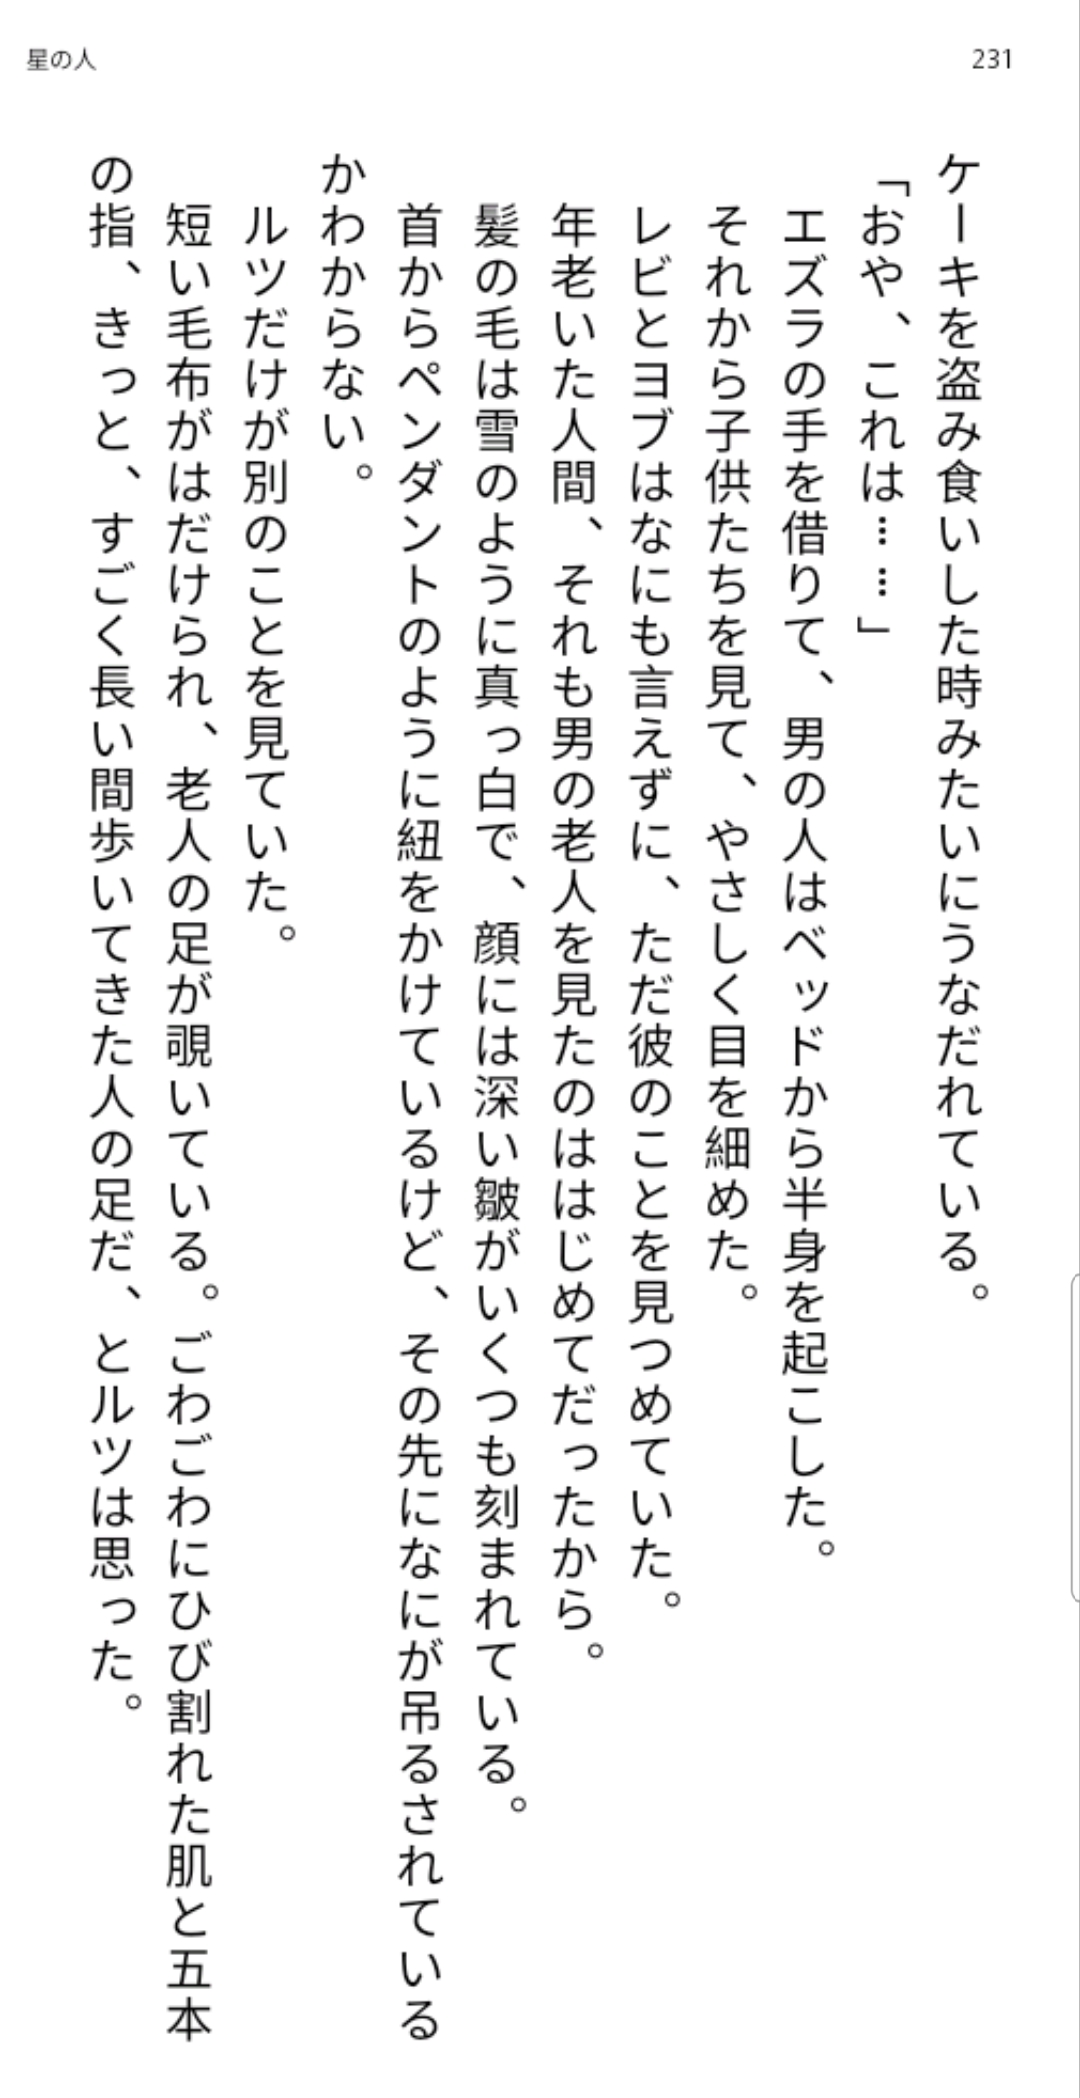 星の人
231
ケーキを盗み食いした時みたいにうなだれている。
「おや、これは……」
エズラの手を借りて、男の人はベッドから半身を起こした。
それから子供たちを見て、やさしく目を細めた。
レビとヨブはなにも言えずに、ただ彼のことを見つめていた。
年老いた人間、それも男の老人を見たのははじめてだったから。
髪の毛は雪のように真っ白で、顔には深い皺がいくつも刻まれている。
首からペンダントのように紐をかけているけど、その先になにが吊るされている
かわからない。
ルツだけが別のことを見ていた。
短い毛布がはだけられ、老人の足が覗いている。ごわごわにひび割れた肌と五本
の指、きっと、すごく長い間歩いてきた人の足だ、とルツは思った。